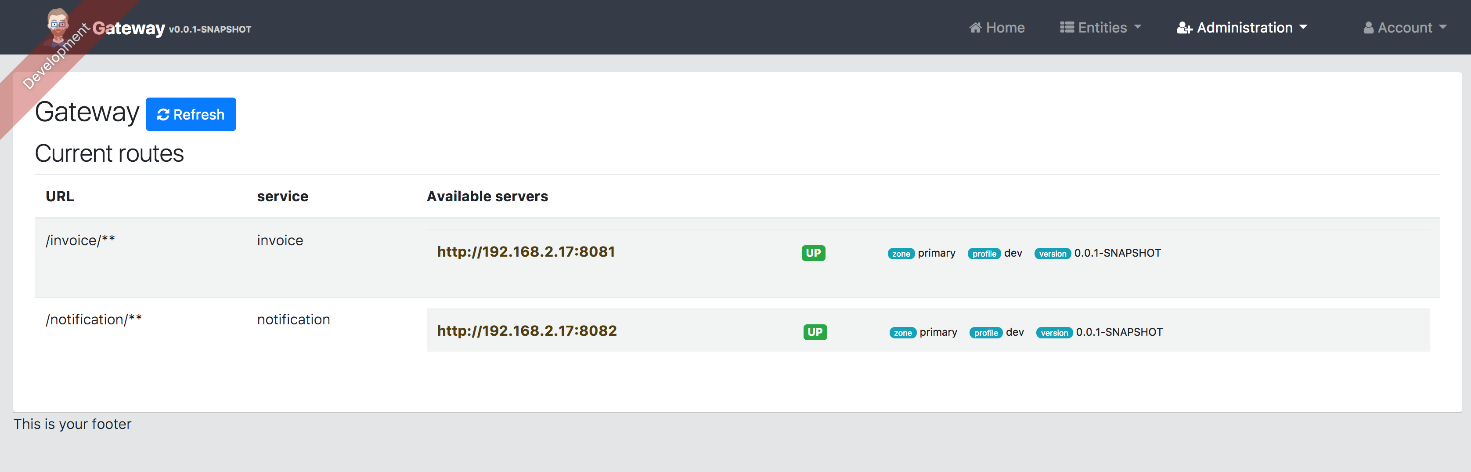 Development
Gateway v0.0.1-SNAPSHOT Home Entities Administration Account
Gateway Refresh
Current routes
URL service Available servers
/invoice/** invoice http://192.168.2.17:8081 UP zone primary profile dev version 0.0.1-SNAPSHOT
/notification/** notification http://192.168.2.17:8082 UP zone primary profile dev version 0.0.1-SNAPSHOT
This is your footer